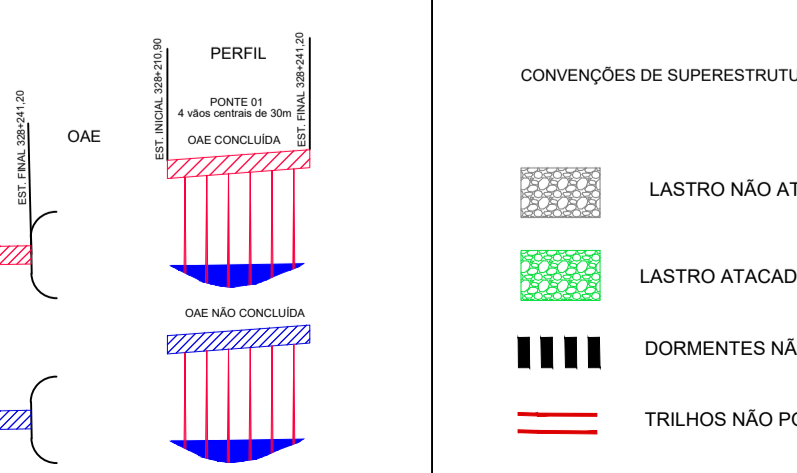 EST. FINAL 328+241,20
OAE
EST. INICIAL 328+210,90
PERFIL
EST. FINAL 328+241,20
PONTE 01
4 vãos centrais de 30m
OAE CONCLUÍDA
OAE NÃO CONCLUÍDA
CONVENÇÕES DE SUPERESTRUTU
LASTRO NÃO AT
LASTRO ATACAD
DORMENTES NÃ
TRILHOS NÃO PO